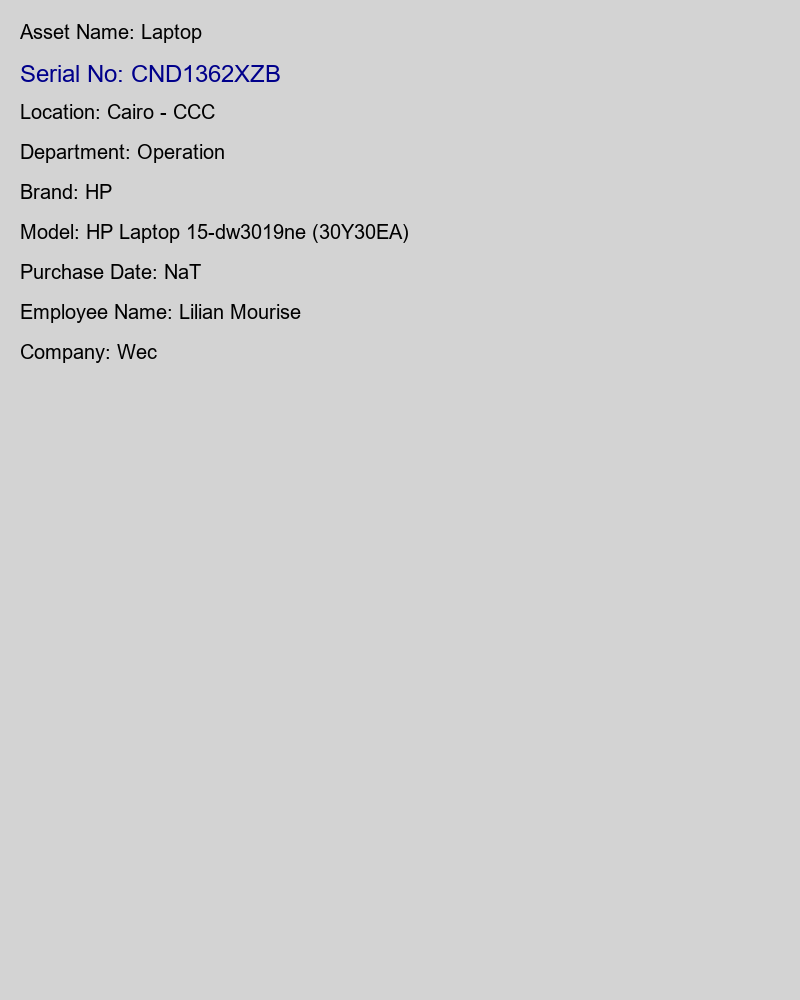 Asset Name: Laptop
Serial No: CND1362XZB
Location: Cairo - CCC
Department: Operation
Brand: HP
Model: HP Laptop 15-dw3019ne (30Y30EA)
Purchase Date: NaT
Employee Name: Lilian Mourise
Company: Wec